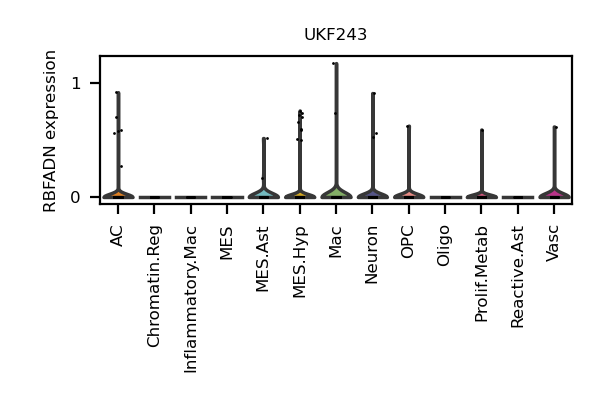 UKF243
RBFADN expression
1
0
AC
Chromatin.Reg
Inflammatory.Mac
MES
MES.Ast
MES.Hyp
Mac
Neuron
OPC
Oligo
Prolif.Metab
Reactive.Ast
Vasc